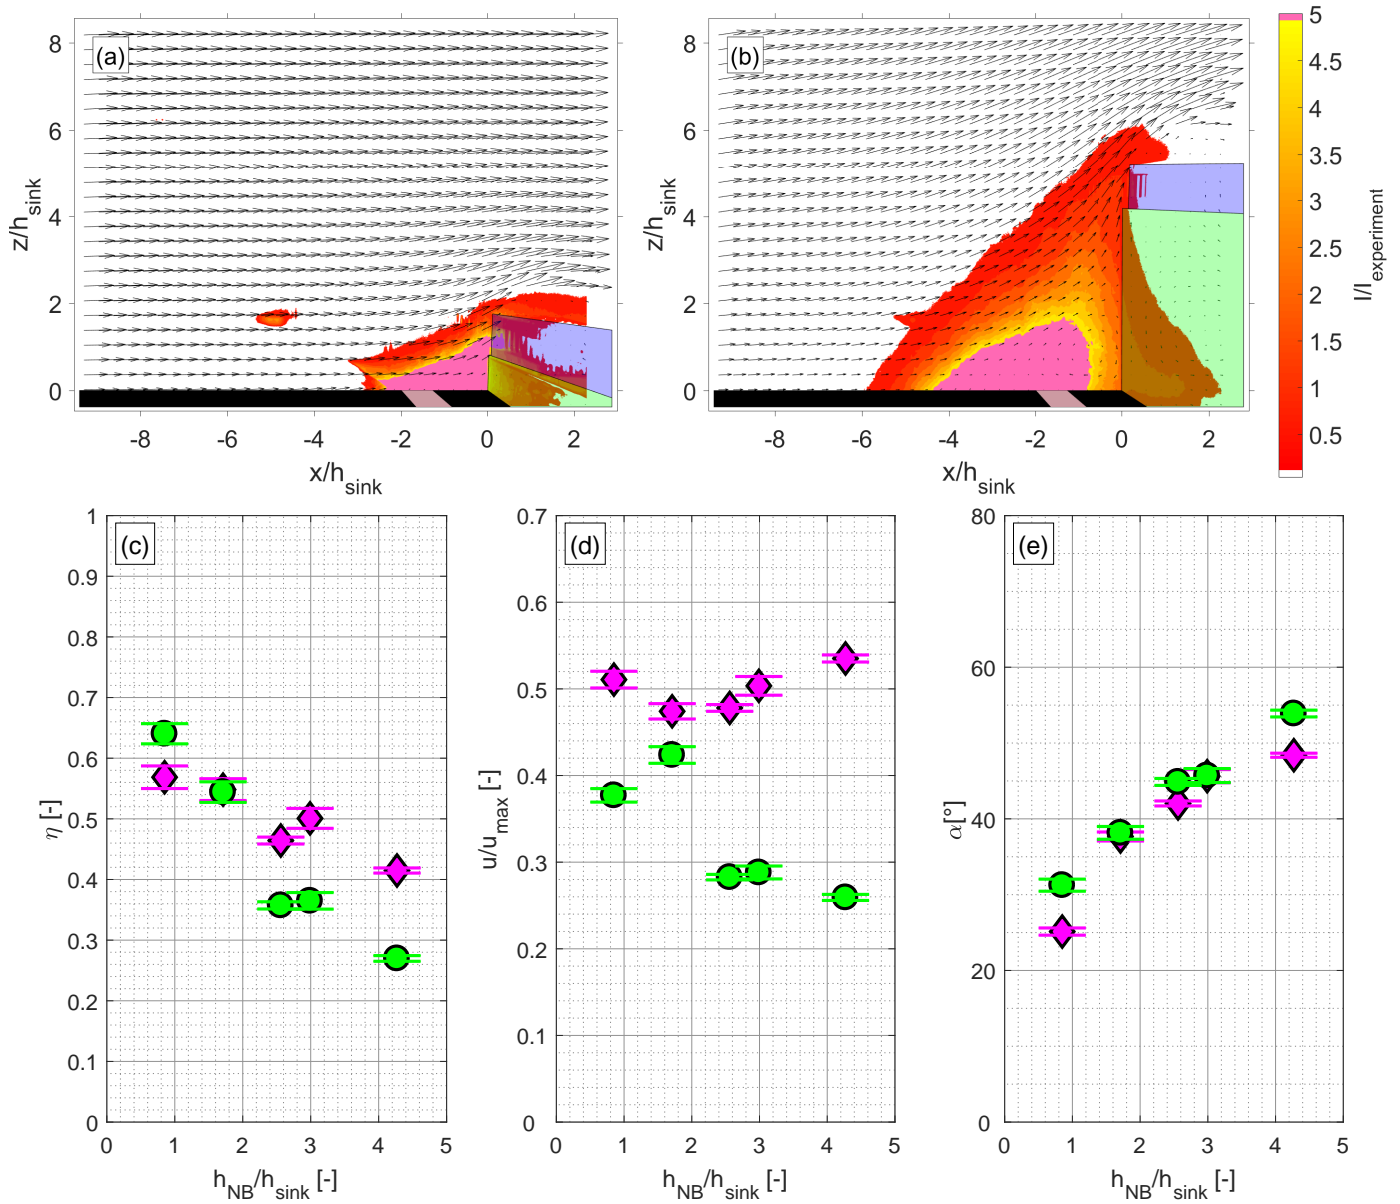 (a)
8
6
4
2
0
z/h_sink
-8
-6
-4
-2
0
2
x/h_sink
(b)
8
6
4
2
0
z/h_sink
-8
-6
-4
-2
0
2
x/h_sink
5
4.5
4
3.5
3
2.5
2
1.5
1
0.5
I/I_experiment
(c)
1
0.9
0.8
0.7
0.6
0.5
0.4
0.3
0.2
0.1
0
η [-]
0 1 2 3 4 5
h_NB/h_sink [-]
(d)
0.7
0.6
0.5
0.4
0.3
0.2
0.1
0
u/u_max [-]
0 1 2 3 4 5
h_NB/h_sink [-]
(e)
80
60
40
20
0
α[°]
0 1 2 3 4 5
h_NB/h_sink [-]